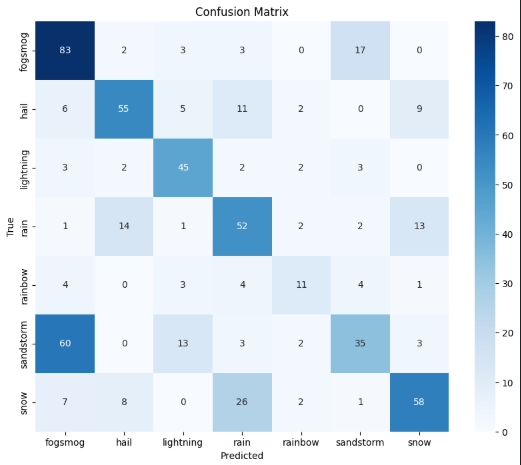 Confusion Matrix
fogsmog 83 2 3 3 0 17 0
hail 6 55 5 11 2 0 9
lightning 3 2 45 2 2 3 0
rain 1 14 1 52 2 2 13
rainbow 4 0 3 4 11 4 1
sandstorm 60 0 13 3 2 35 3
snow 7 8 0 26 2 1 58
fogsmog hail lightning rain rainbow sandstorm snow
Predicted
True
80
70
60
50
40
30
20
10
0